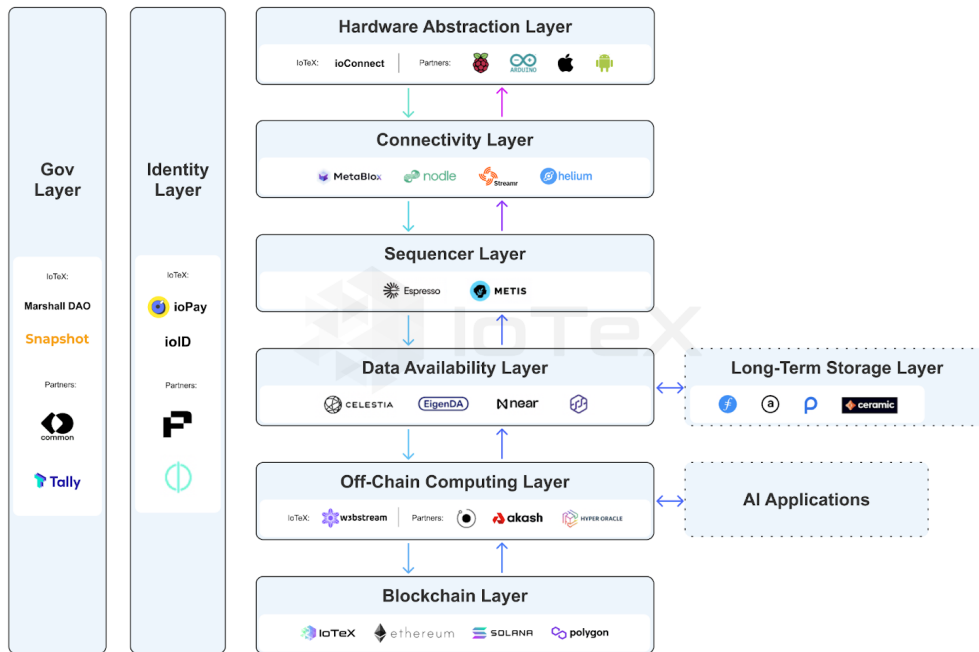 Gov
Layer
IoTeX:
Marshall DAO
Snapshot
Partners:
common
Tally
Identity
Layer
IoTeX:
ioPay
ioID
Partners:
Hardware Abstraction Layer
IoTeX: ioConnect Partners: ARDUINO
Connectivity Layer
MetaBlox nodle Streamr helium
Sequencer Layer
Espresso METIS
IoTeX
Data Availability Layer
CELESTIA EigenDA near
Long-Term Storage Layer
a ceramic
Off-Chain Computing Layer
IoTeX: w3bstream Partners: akash HYPER ORACLE
AI Applications
Blockchain Layer
IoTeX ethereum SOLANA polygon